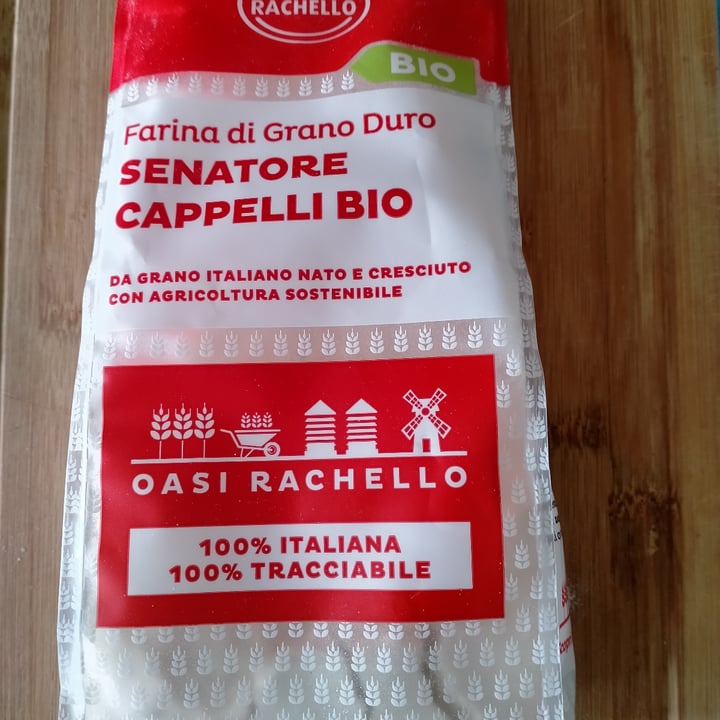 RACHELLO
BIO
Farina di Grano Duro
SENATORE
CAPPELLI BIO
DA GRANO ITALIANO NATO E CRESCIUTO
CON AGRICOLTURA SOSTENIBILE
OASI RACHELLO
100% ITALIANA
100% TRACCIABILE